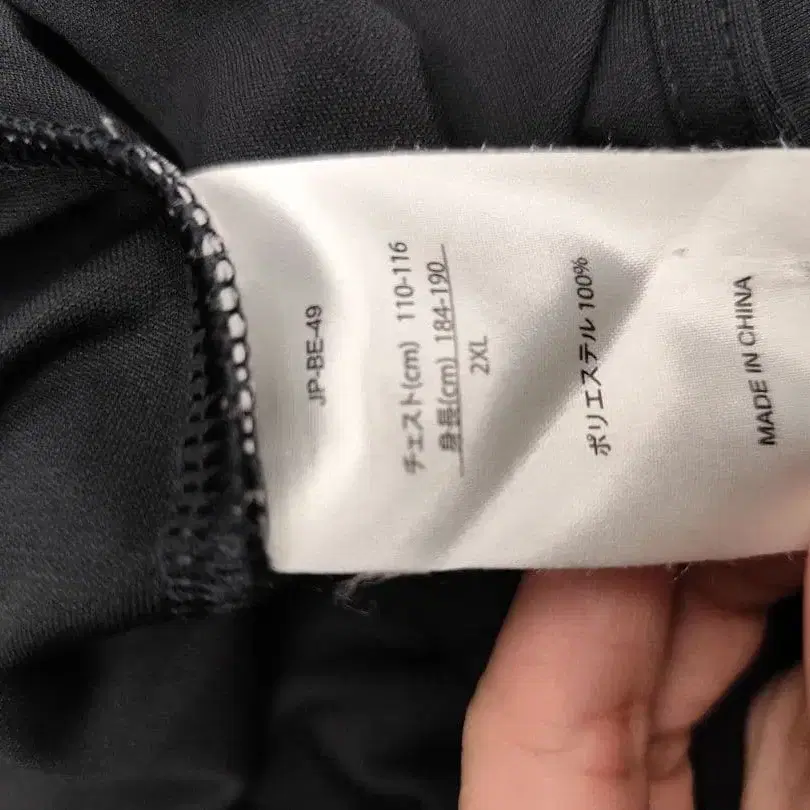 JP-BE-49
チェスト(cm) 110-116
身長(cm) 184-190
2XL
ポリエステル 100%
MADE IN CHINA